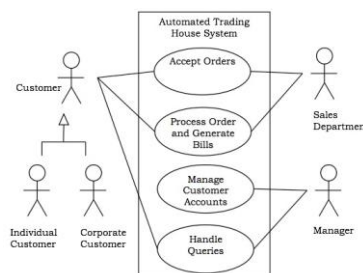 Automated Trading
House System
Accept Orders
Customer
Process Order
and Generate
Bills
Sales
Departmer
Manage
Customer
Accounts
Individual
Customer
Corporate
Customer
Manager
Handle
Queries